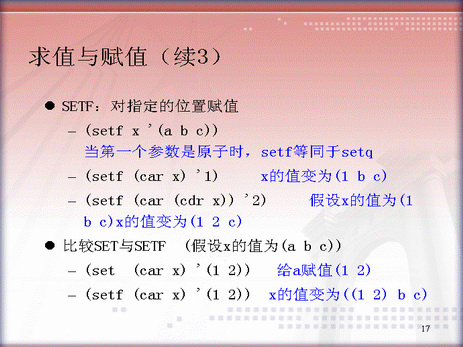 求值与赋值（续3）
● SETF：对指定的位置赋值
– (setf x '(a b c))
当第一个参数是原子时，setf等同于setq
– (setf (car x) '1) x的值变为(1 b c)
– (setf (car (cdr x)) '2) 假设x的值为(1
b c)x的值变为(1 2 c)
● 比较SET与SETF (假设x的值为(a b c))
– (set (car x) '(1 2)) 给a赋值(1 2)
– (setf (car x) '(1 2)) x的值变为((1 2) b c)
17